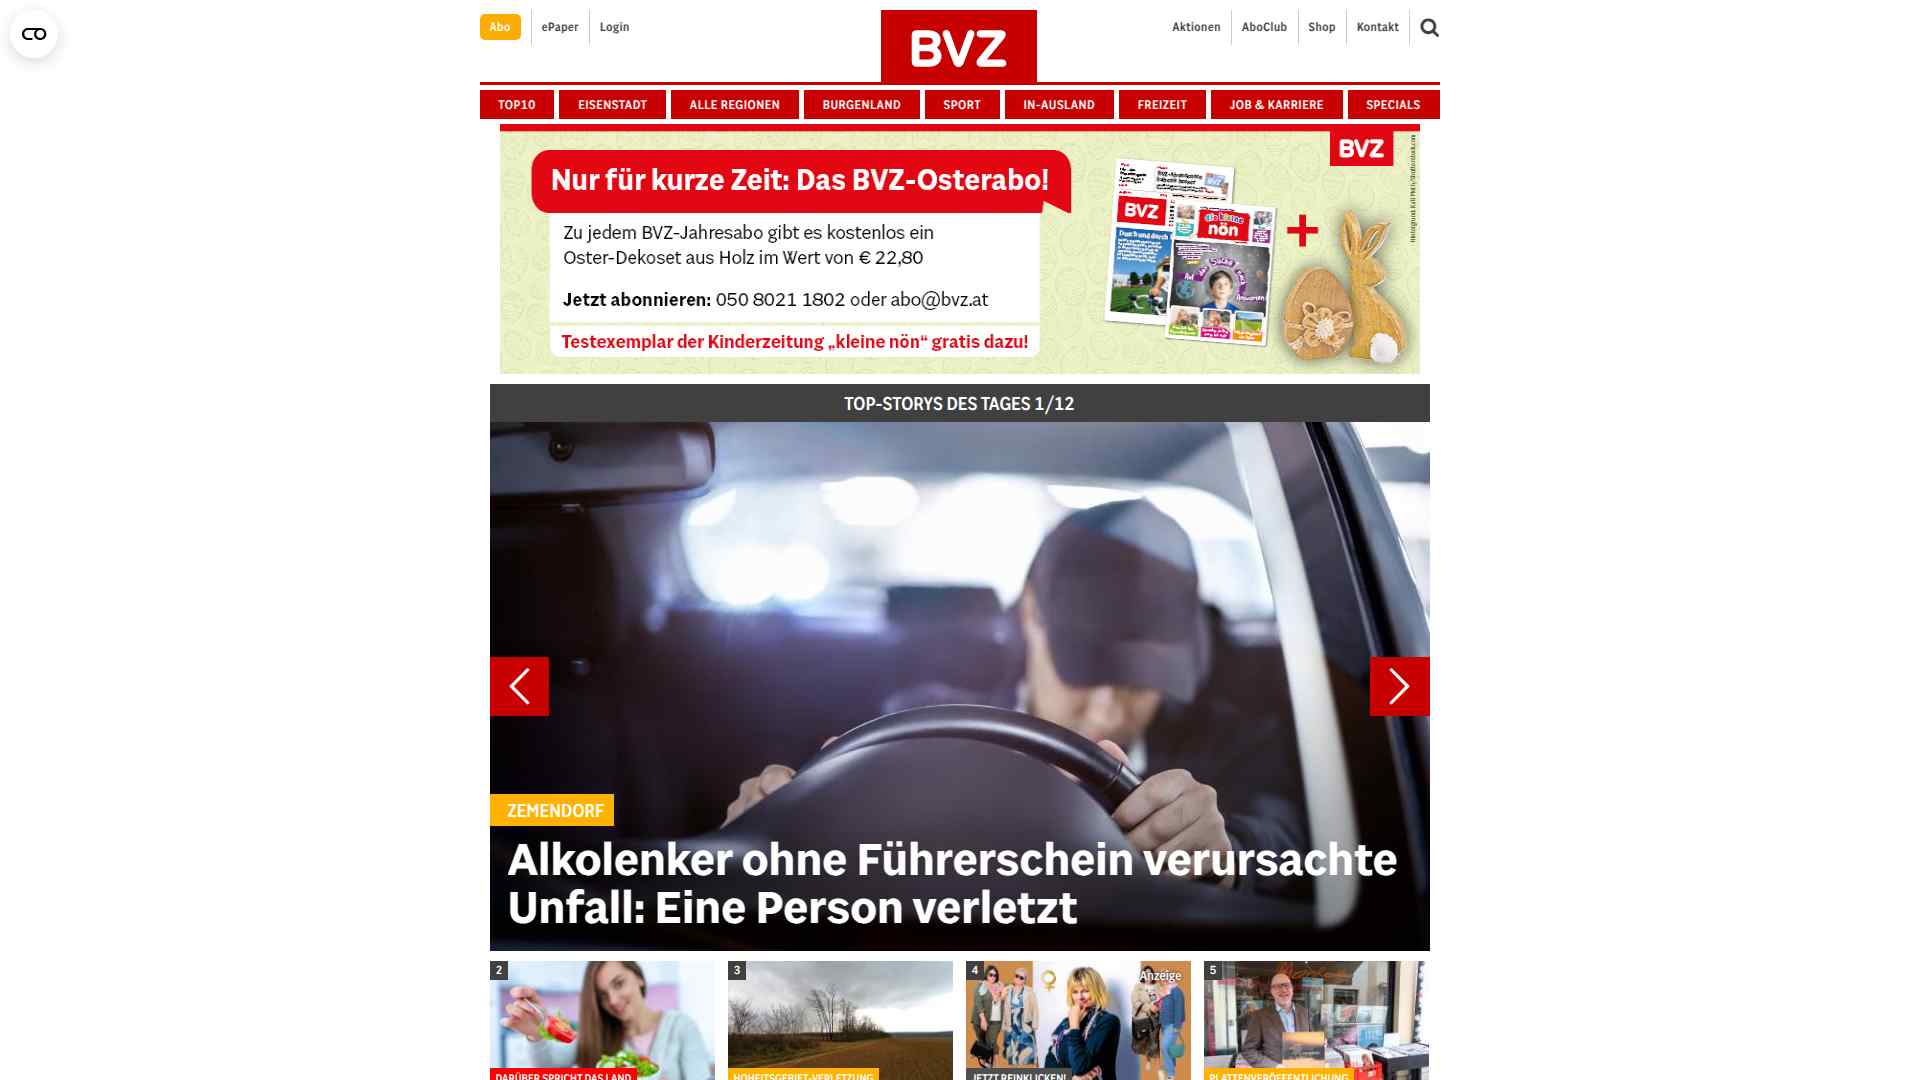 Abo
ePaper
Login
BVZ
Aktionen
AboClub
Shop
Kontakt
TOP10
EISENSTADT
ALLE REGIONEN
BURGENLAND
SPORT
IN-AUSLAND
FREIZEIT
JOB & KARRIERE
SPECIALS
BVZ
Nur für kurze Zeit: Das BVZ-Osterabo!
Zu jedem BVZ-Jahresabo gibt es kostenlos ein
Oster-Dekoset aus Holz im Wert von € 22,80
Jetzt abonnieren: 050 8021 1802 oder abo@bvz.at
Testexemplar der Kinderzeitung „kleine nön“ gratis dazu!
BVZ
die kleine
nön
+
TOP-STORYS DES TAGES 1/12
ZEMENDORF
Alkolenker ohne Führerschein verursachte
Unfall: Eine Person verletzt
2
3
4
Anzeige
5
DARÜBER SPRICHT DAS LAND
HOHEITSGEBIET-VERLETZUNG
JETZT REINKLICKEN!
PLATTENVERÖFFENTLICHUNG